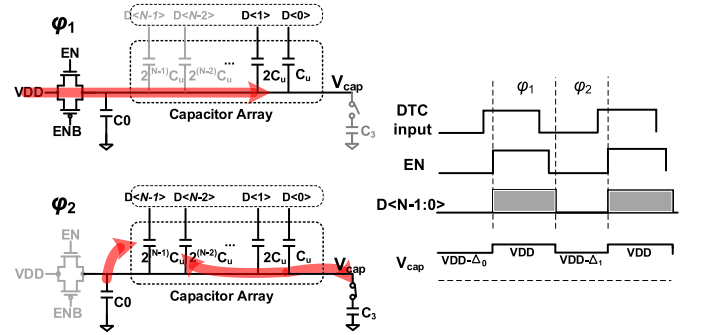 φ1
D<N-1> D<N-2> D<1> D<0>
EN
VDD
2(N-1)Cu 2(N-2)Cu ... 2Cu Cu
Vcap
C0
Capacitor Array
C3
ENB
φ2
D<N-1> D<N-2> D<1> D<0>
EN
VDD
2(N-1)Cu 2(N-2)Cu ... 2Cu Cu
Vcap
C0
Capacitor Array
C3
ENB
φ1 φ2
DTC
input
EN
D<N-1:0>
Vcap
VDD-Δ0 VDD VDD-Δ1 VDD